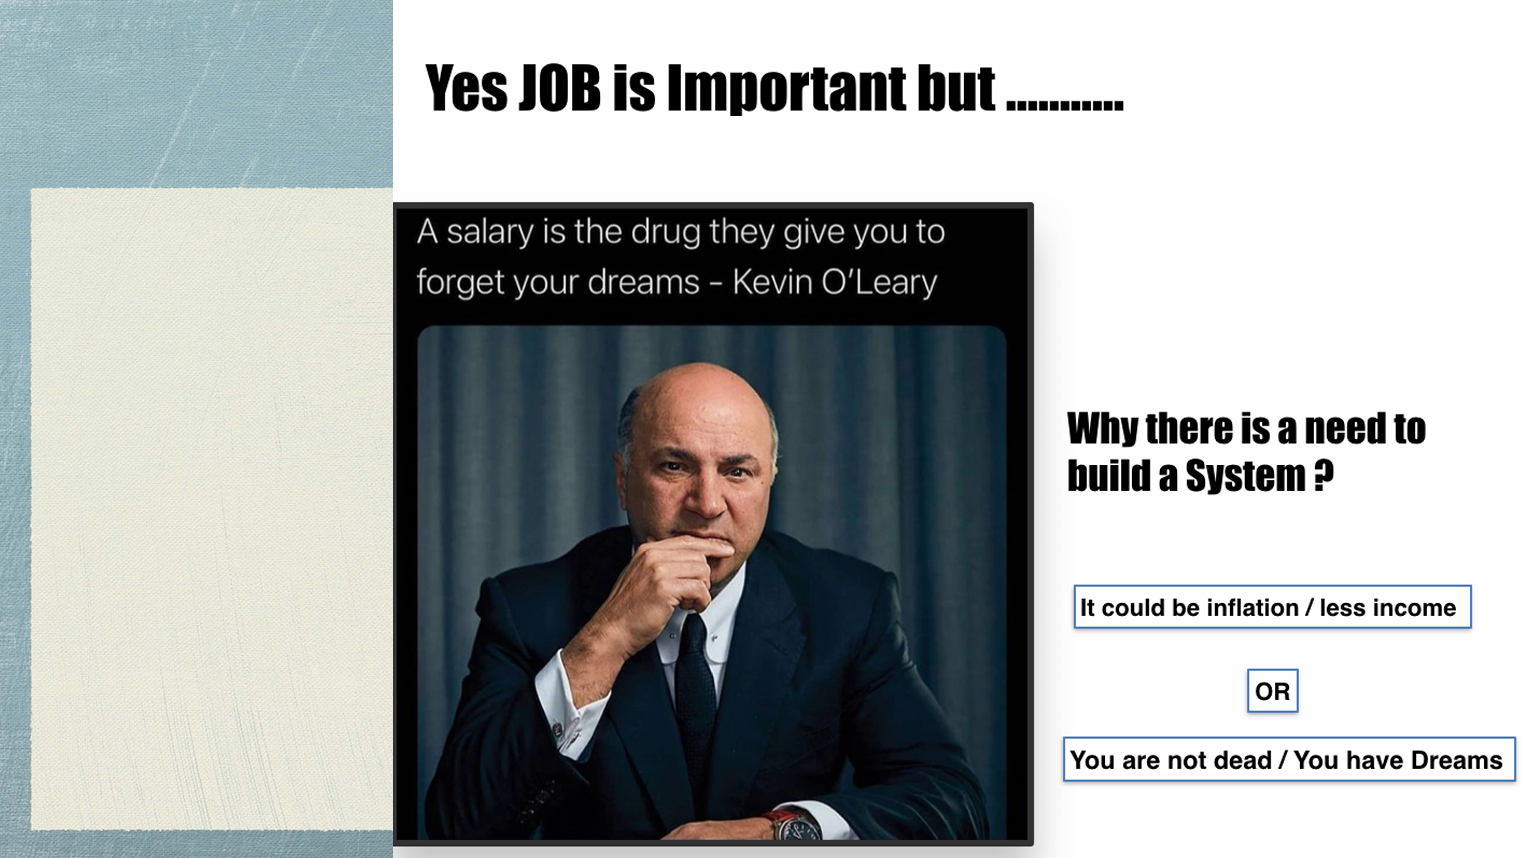 Yes JOB is Important but ...........
A salary is the drug they give you to
forget your dreams - Kevin O'Leary
Why there is a need to
build a System ?
It could be inflation / less income
OR
You are not dead / You have Dreams